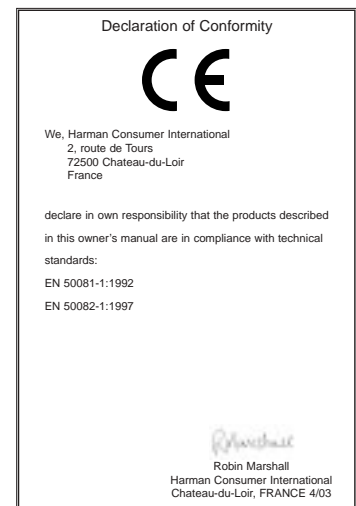 Declaration of Conformity
CE
We, Harman Consumer International
2, route de Tours
72500 Chateau-du-Loir
France
declare in own responsibility that the products described
in this owner's manual are in compliance with technical
standards:
EN 50081-1:1992
EN 50082-1:1997
RMarshall
Robin Marshall
Harman Consumer International
Chateau-du-Loir, FRANCE 4/03